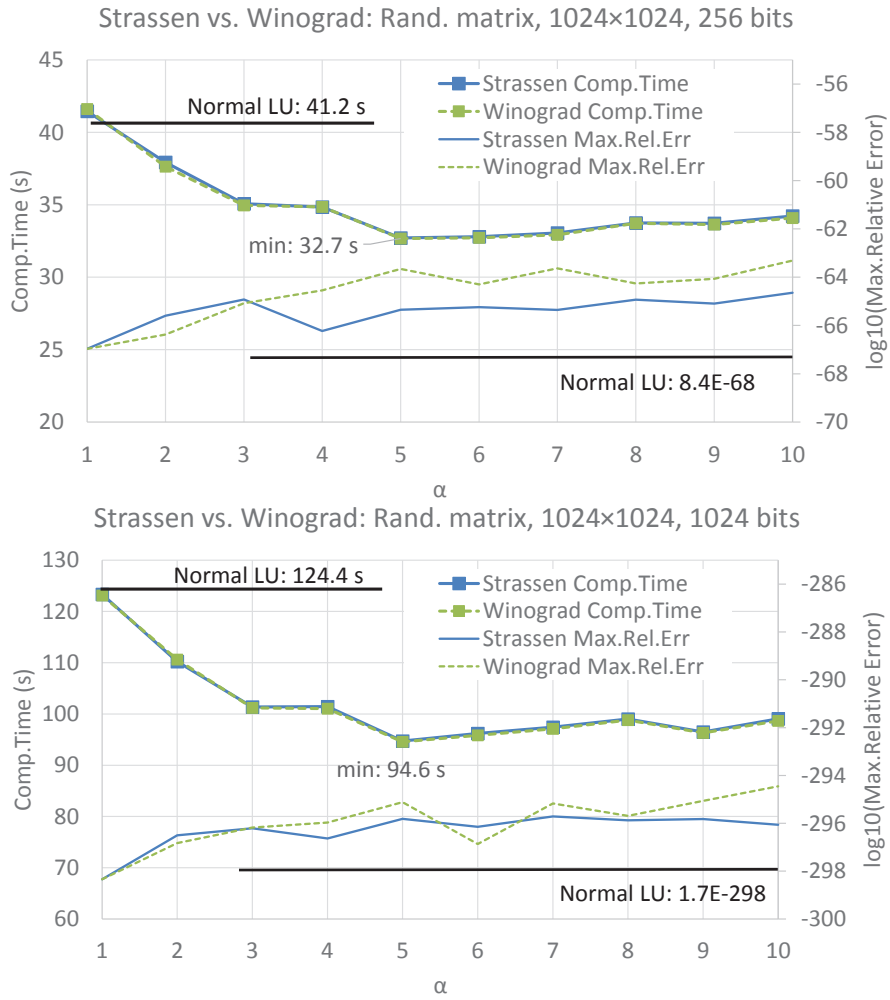 Strassen vs. Winograd: Rand. matrix, 1024×1024, 256 bits
45
40
35
30
25
20
Comp.Time (s)
Normal LU: 41.2 s
Strassen Comp.Time
Winograd Comp.Time
Strassen Max.Rel.Err
Winograd Max.Rel.Err
min: 32.7 s
Normal LU: 8.4E-68
-56
-58
-60
-62
-64
-66
-68
-70
log10(Max.Relative Error)
1 2 3 4 5 6 7 8 9 10
α
Strassen vs. Winograd: Rand. matrix, 1024×1024, 1024 bits
130
120
110
100
90
80
70
60
Comp.Time (s)
Normal LU: 124.4 s
Strassen Comp.Time
Winograd Comp.Time
Strassen Max.Rel.Err
Winograd Max.Rel.Err
min: 94.6 s
Normal LU: 1.7E-298
-286
-288
-290
-292
-294
-296
-298
-300
log10(Max.Relative Error)
1 2 3 4 5 6 7 8 9 10
α